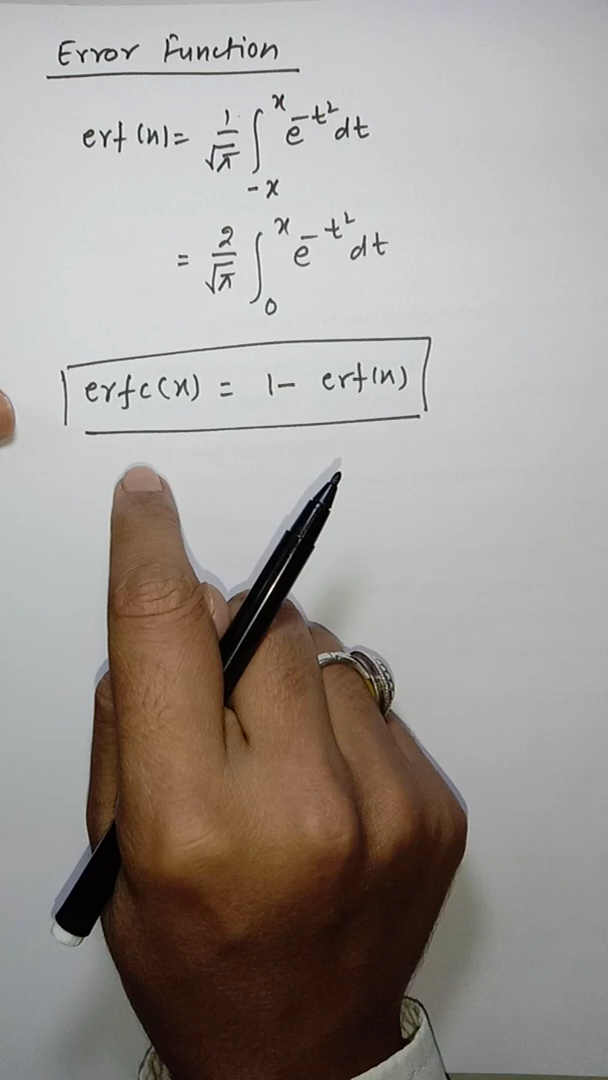 Error Function
erf(x) = 1/√π ∫_{-x}^{x} e^{-t²} dt
= 2/√π ∫_{0}^{x} e^{-t²} dt
erfc(x) = 1 - erf(x)